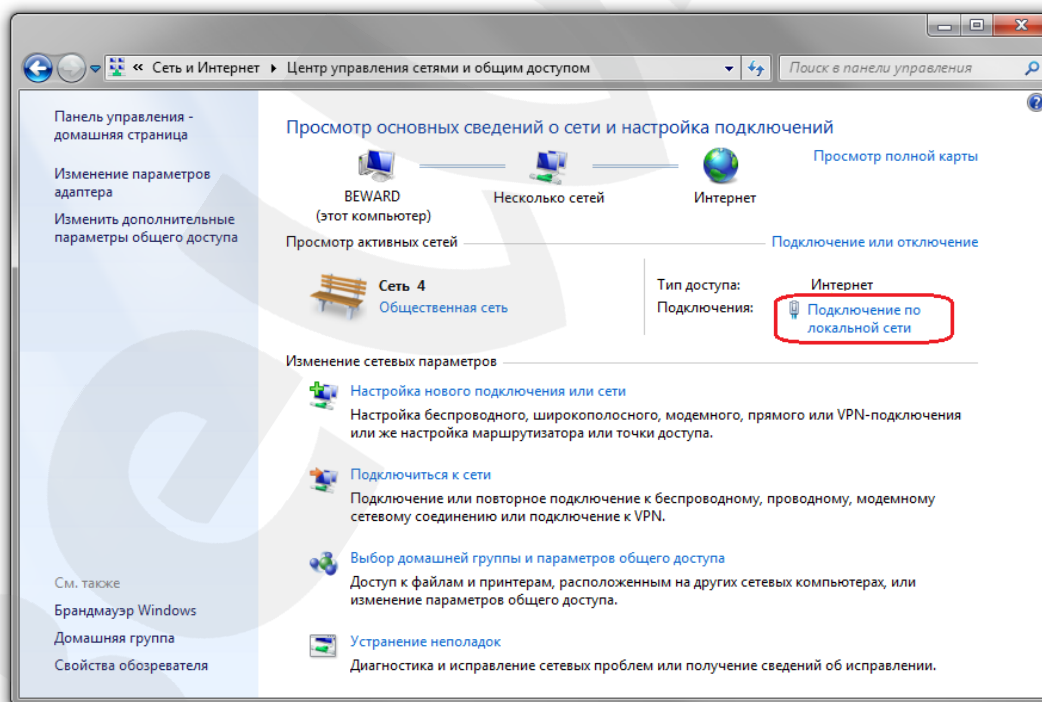 « Сеть и Интернет ▸ Центр управления сетями и общим доступом
Поиск в панели управления
Панель управления -
домашняя страница
Изменение параметров
адаптера
Изменить дополнительные
параметры общего доступа
Просмотр основных сведений о сети и настройка подключений
Просмотр полной карты
BEWARD
(этот компьютер)
Несколько сетей
Интернет
Просмотр активных сетей
Подключение или отключение
Сеть 4
Общественная сеть
Тип доступа:
Интернет
Подключения:
Подключение по
локальной сети
Изменение сетевых параметров
Настройка нового подключения или сети
Настройка беспроводного, широкополосного, модемного, прямого или VPN-подключения
или же настройка маршрутизатора или точки доступа.
Подключиться к сети
Подключение или повторное подключение к беспроводному, проводному, модемному
сетевому соединению или подключение к VPN.
Выбор домашней группы и параметров общего доступа
Доступ к файлам и принтерам, расположенным на других сетевых компьютерах, или
изменение параметров общего доступа.
Устранение неполадок
Диагностика и исправление сетевых проблем или получение сведений об исправлении.
См. также
Брандмауэр Windows
Домашняя группа
Свойства обозревателя